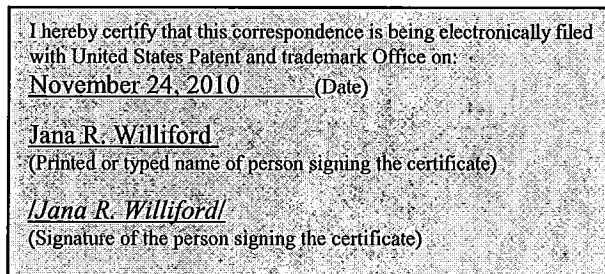 I hereby certify that this correspondence is being electronically filed
with United States Patent and trademark Office on:
November 24, 2010 (Date)
Jana R. Williford
(Printed or typed name of person signing the certificate)
/Jana R. Williford/
(Signature of the person signing the certificate)